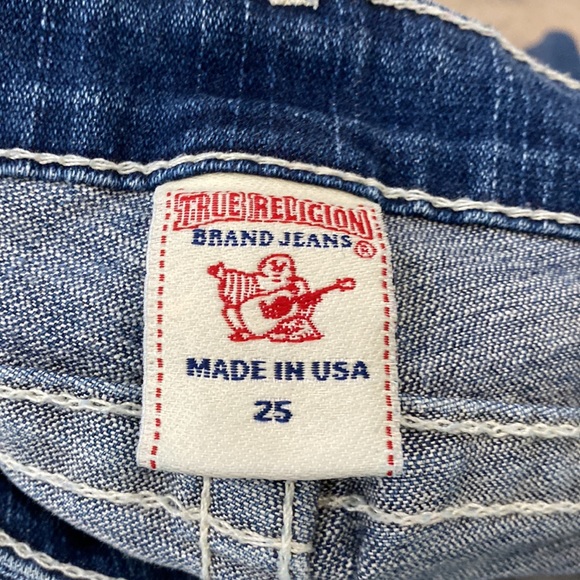 TRUE RELIGION
BRAND JEANS®
MADE IN USA
25